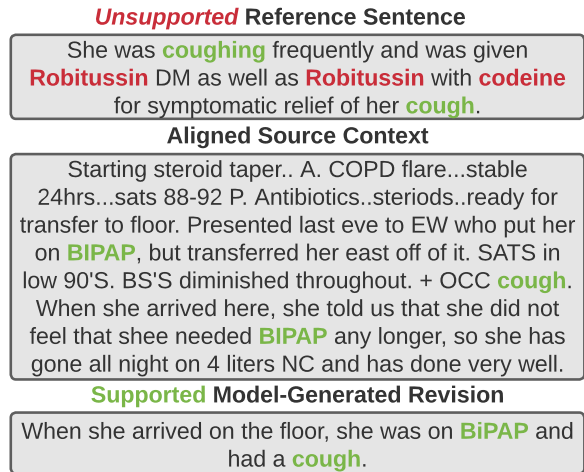 Unsupported Reference Sentence
She was coughing frequently and was given
Robitussin DM as well as Robitussin with codeine
for symptomatic relief of her cough.
Aligned Source Context
Starting steroid taper.. A. COPD flare...stable
24hrs...sats 88-92 P. Antibiotics..steriods..ready for
transfer to floor. Presented last eve to EW who put her
on BIPAP, but transferred her east off of it. SATS in
low 90'S. BS'S diminished throughout. + OCC cough.
When she arrived here, she told us that she did not
feel that shee needed BIPAP any longer, so she has
gone all night on 4 liters NC and has done very well.
Supported Model-Generated Revision
When she arrived on the floor, she was on BiPAP and
had a cough.